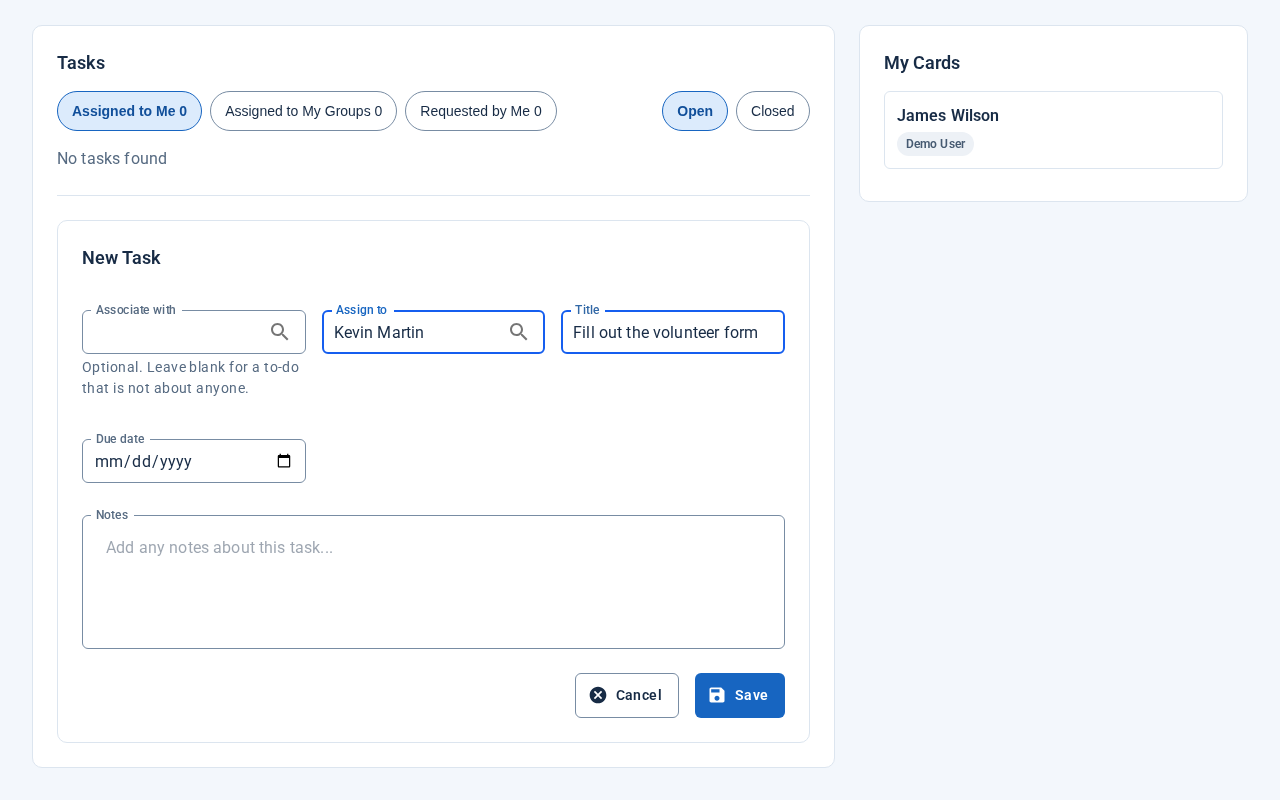 Tasks
Assigned to Me 0
Assigned to My Groups 0
Requested by Me 0
Open
Closed
No tasks found
New Task
Associate with
Optional. Leave blank for a to-do
that is not about anyone.
Assign to
Kevin Martin
Title
Fill out the volunteer form
Due date
mm/dd/yyyy
Notes
Add any notes about this task...
Cancel
Save
My Cards
James Wilson
Demo User